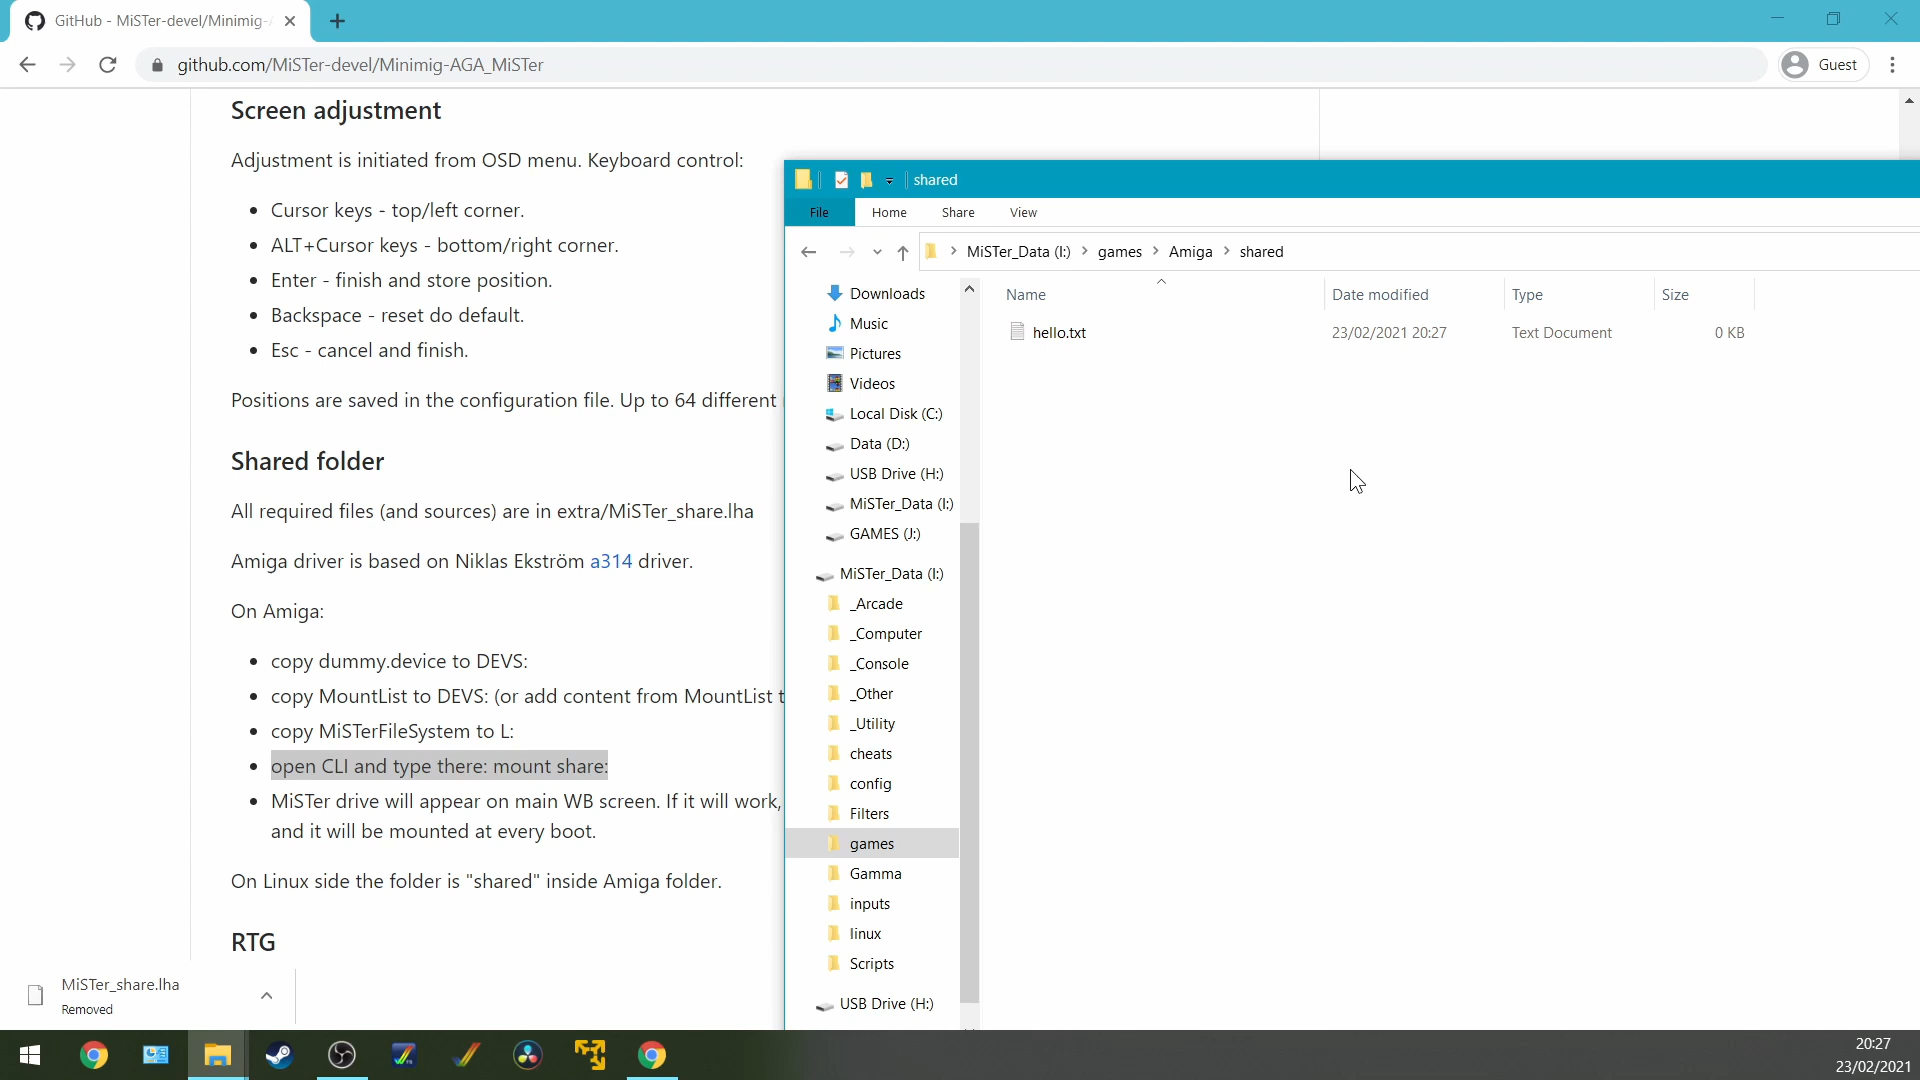 GitHub - MiSTer-devel/Minimig-
github.com/MiSTer-devel/Minimig-AGA_MiSTer
Guest
Screen adjustment
Adjustment is initiated from OSD menu. Keyboard control:
Cursor keys - top/left corner.
ALT+Cursor keys - bottom/right corner.
Enter - finish and store position.
Backspace - reset do default.
Esc - cancel and finish.
Positions are saved in the configuration file. Up to 64 different
Shared folder
All required files (and sources) are in extra/MiSTer_share.lha
Amiga driver is based on Niklas Ekström a314 driver.
On Amiga:
copy dummy.device to DEVS:
copy MountList to DEVS: (or add content from MountList t
copy MiSTerFileSystem to L:
open CLI and type there: mount share:
MiSTer drive will appear on main WB screen. If it will work,
and it will be mounted at every boot.
On Linux side the folder is "shared" inside Amiga folder.
RTG
MiSTer_share.lha
Removed
shared
File Home Share View
MiSTer_Data (I:) > games > Amiga > shared
Name Date modified Type Size
hello.txt 23/02/2021 20:27 Text Document 0 KB
Downloads
Music
Pictures
Videos
Local Disk (C:)
Data (D:)
USB Drive (H:)
MiSTer_Data (I:)
GAMES (J:)
MiSTer_Data (I:)
_Arcade
_Computer
_Console
_Other
_Utility
cheats
config
Filters
games
Gamma
inputs
linux
Scripts
USB Drive (H:)
20:27
23/02/2021